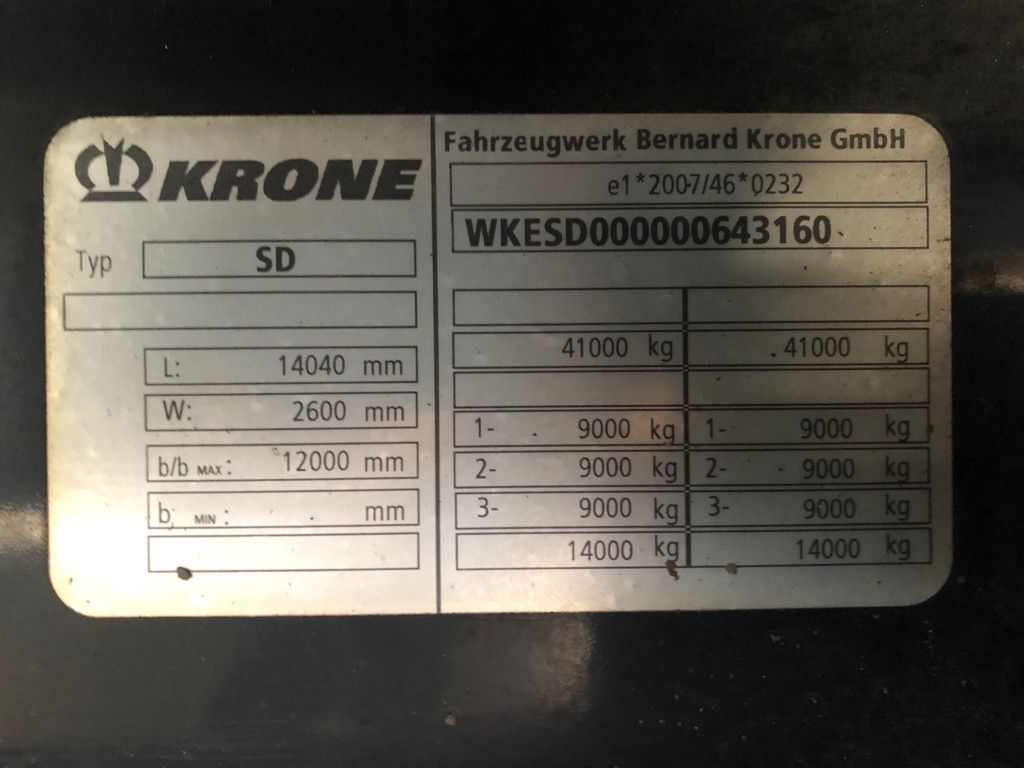 KRONE
Typ SD
L: 14040 mm
W: 2600 mm
b/b MAX: 12000 mm
b MIN: mm
Fahrzeugwerk Bernard Krone GmbH
e1*2007/46*0232
WKESD000000643160
41000 kg 41000 kg
1- 9000 kg 1- 9000 kg
2- 9000 kg 2- 9000 kg
3- 9000 kg 3- 9000 kg
14000 kg 14000 kg